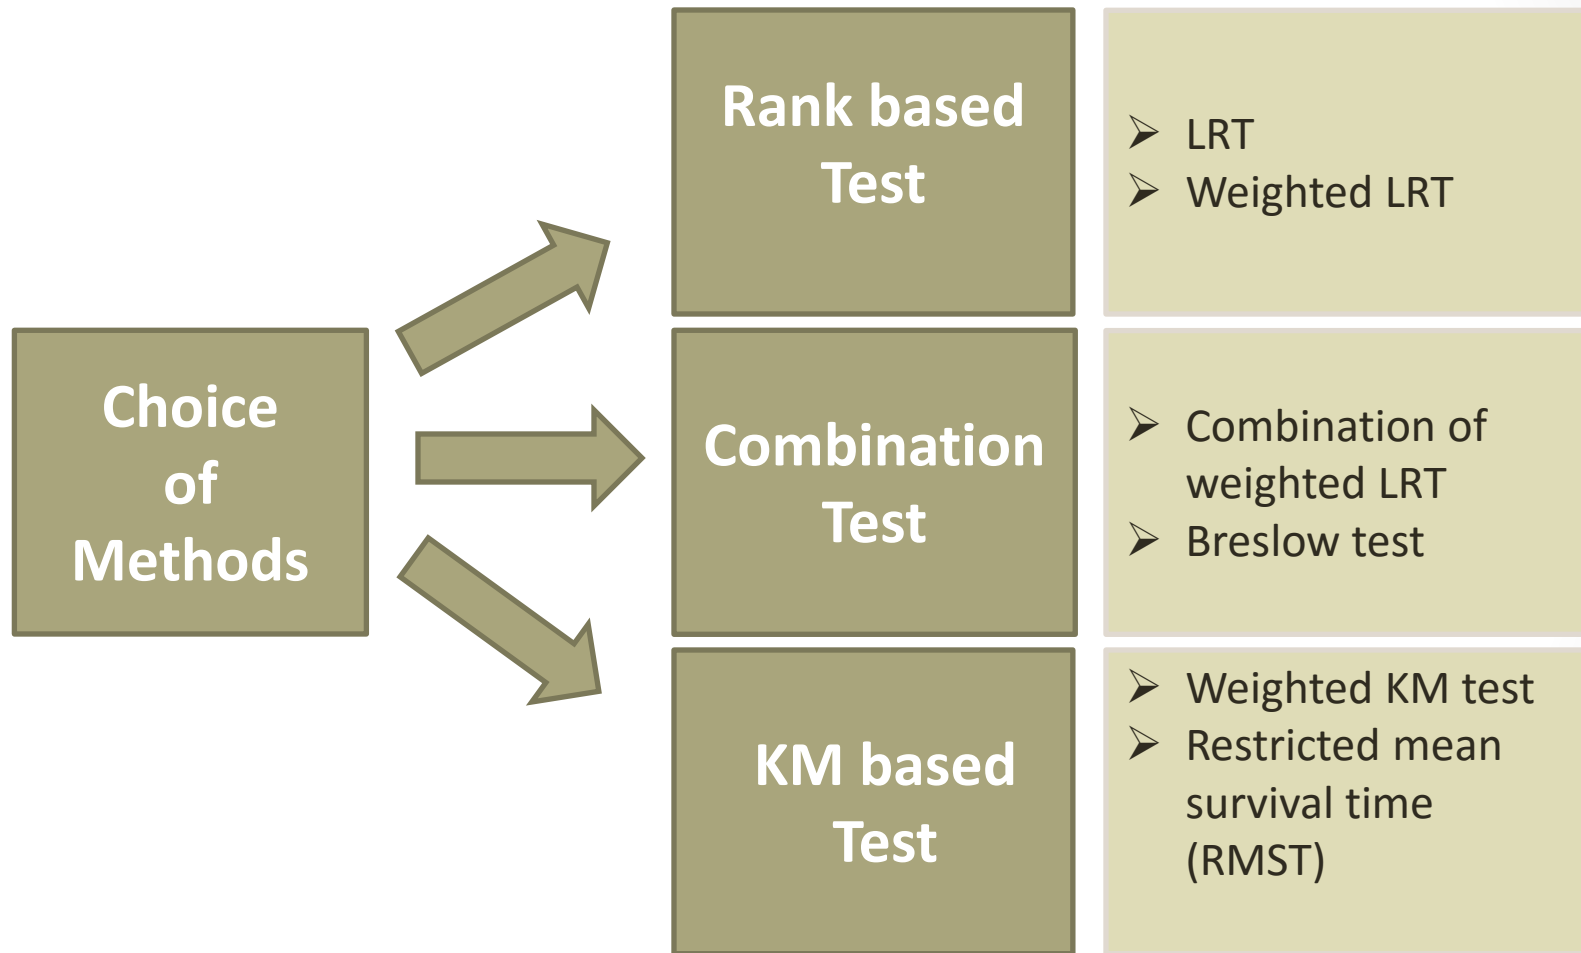 Choice
of
Methods
Rank based
Test
➢ LRT
➢ Weighted LRT
Combination
Test
➢ Combination of
weighted LRT
➢ Breslow test
KM based
Test
➢ Weighted KM test
➢ Restricted mean
survival time
(RMST)